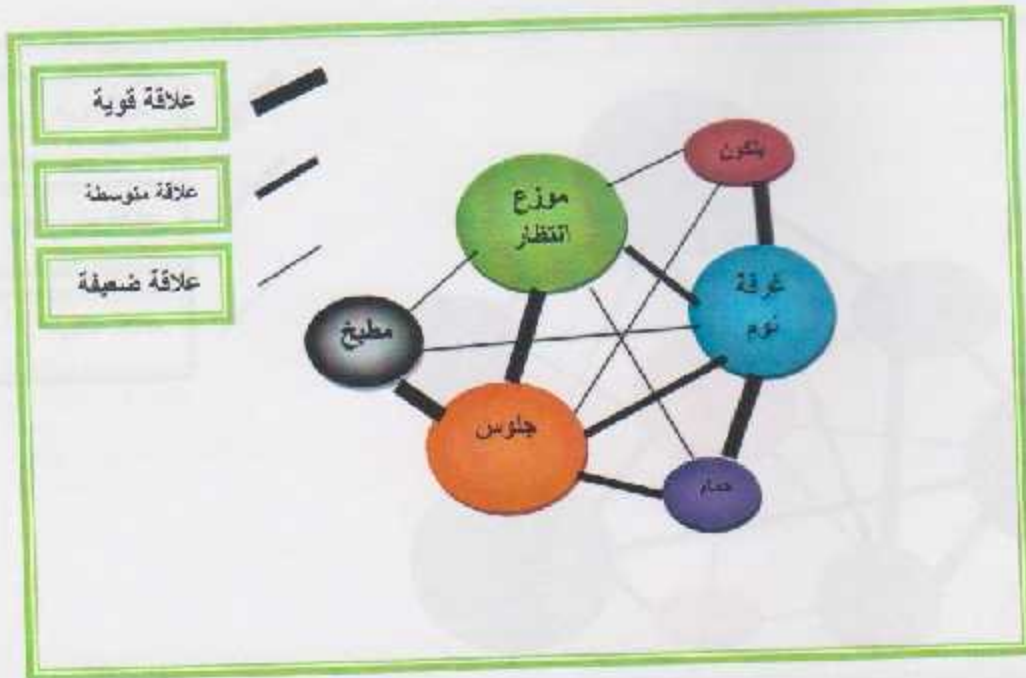 علاقة قوية
علاقة متوسطة
علاقة ضعيفة
بلكون
موزع
انتظار
غرفة
نوم
مطبخ
جلوس
حمام